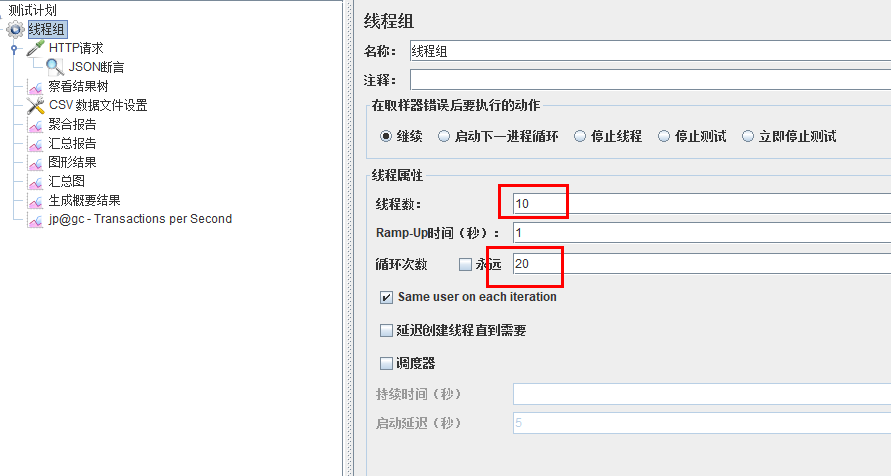 测试计划
线程组
HTTP请求
JSON断言
察看结果树
CSV 数据文件设置
聚合报告
汇总报告
图形结果
汇总图
生成概要结果
jp@gc - Transactions per Second
线程组
名称： 线程组
注释：
在取样器错误后要执行的动作
继续 启动下一进程循环 停止线程 停止测试 立即停止测试
线程属性
线程数： 10
Ramp-Up时间（秒）： 1
循环次数 永远 20
Same user on each iteration
延迟创建线程直到需要
调度器
持续时间（秒）
启动延迟（秒） 5